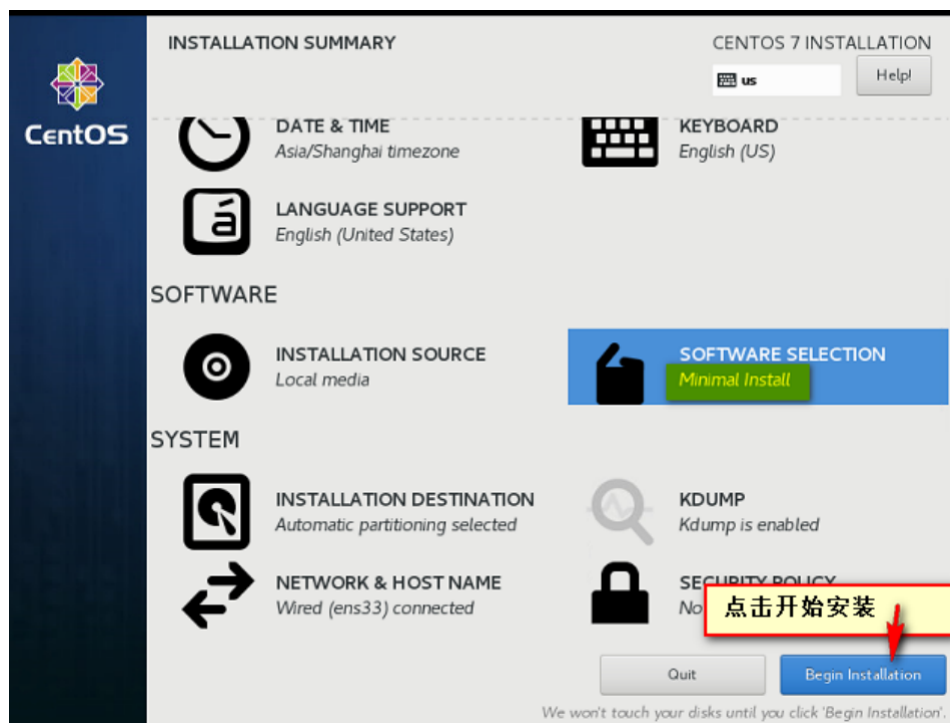 INSTALLATION SUMMARY
CENTOS 7 INSTALLATION
us
Help!
CentOS
DATE & TIME
Asia/Shanghai timezone
KEYBOARD
English (US)
á
LANGUAGE SUPPORT
English (United States)
SOFTWARE
INSTALLATION SOURCE
Local media
SOFTWARE SELECTION
Minimal Install
SYSTEM
INSTALLATION DESTINATION
Automatic partitioning selected
KDUMP
Kdump is enabled
NETWORK & HOST NAME
Wired (ens33) connected
SECURITY POLICY
No
点击开始安装
Quit
Begin Installation
We won't touch your disks until you click 'Begin Installation'.